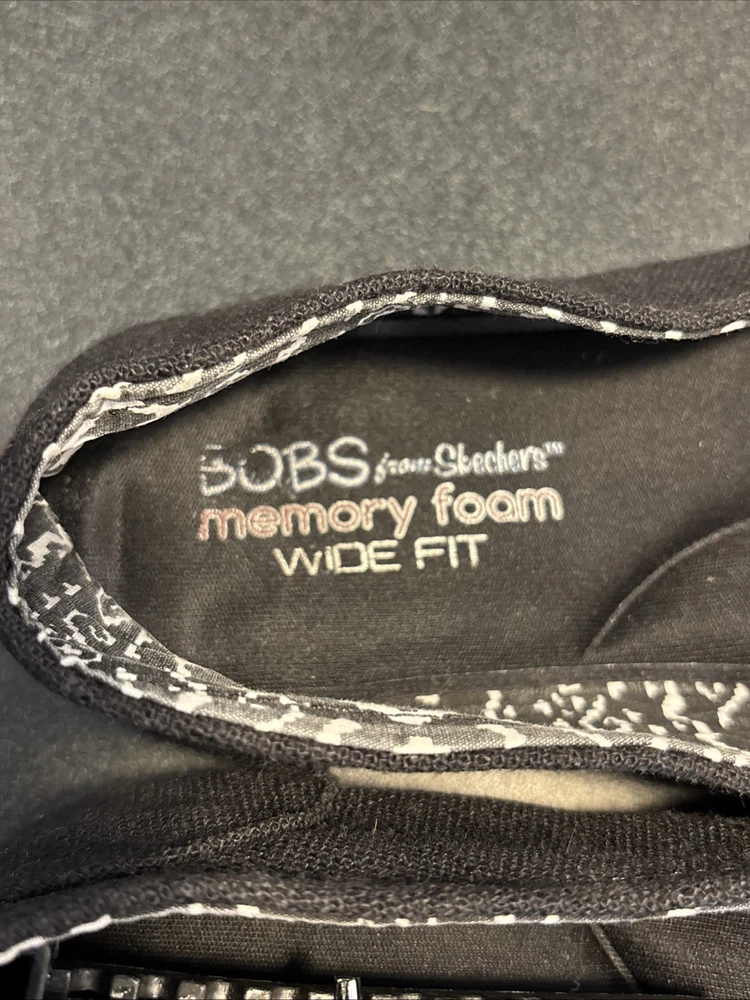 BOBS from Skechers™
memory foam
WIDE FIT